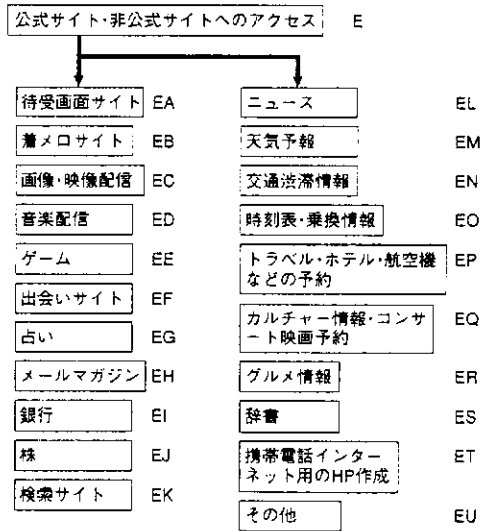 公式サイト・非公式サイトへのアクセス E
待受画面サイト EA
着メロサイト EB
画像・映像配信 EC
音楽配信 ED
ゲーム EE
出会いサイト EF
占い EG
メールマガジン EH
銀行 EI
株 EJ
検索サイト EK
ニュース EL
天気予報 EM
交通渋滞情報 EN
時刻表・乗換情報 EO
トラベル・ホテル・航空機 EP
などの予約
カルチャー情報・コンサ EQ
ート映画予約
グルメ情報 ER
辞書 ES
携帯電話インター ET
ネット用のHP作成
その他 EU